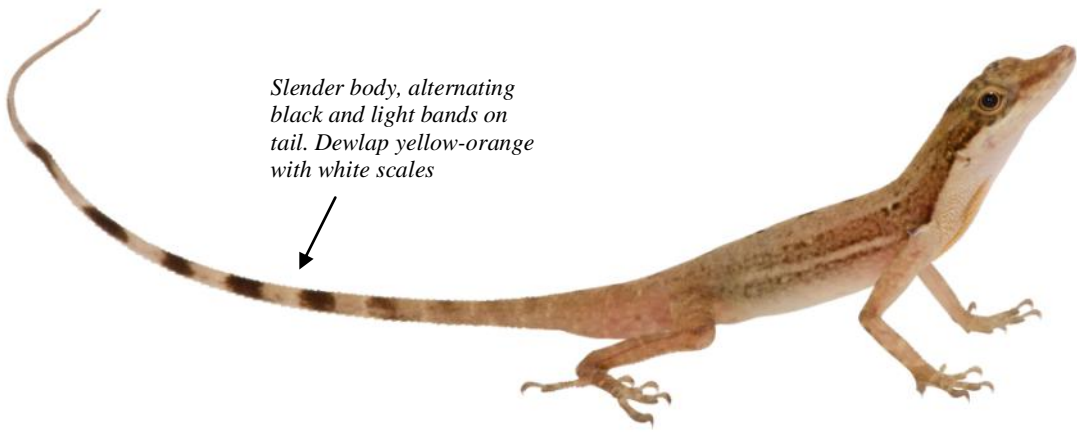 Slender body, alternating
black and light bands on
tail. Dewlap yellow-orange
with white scales